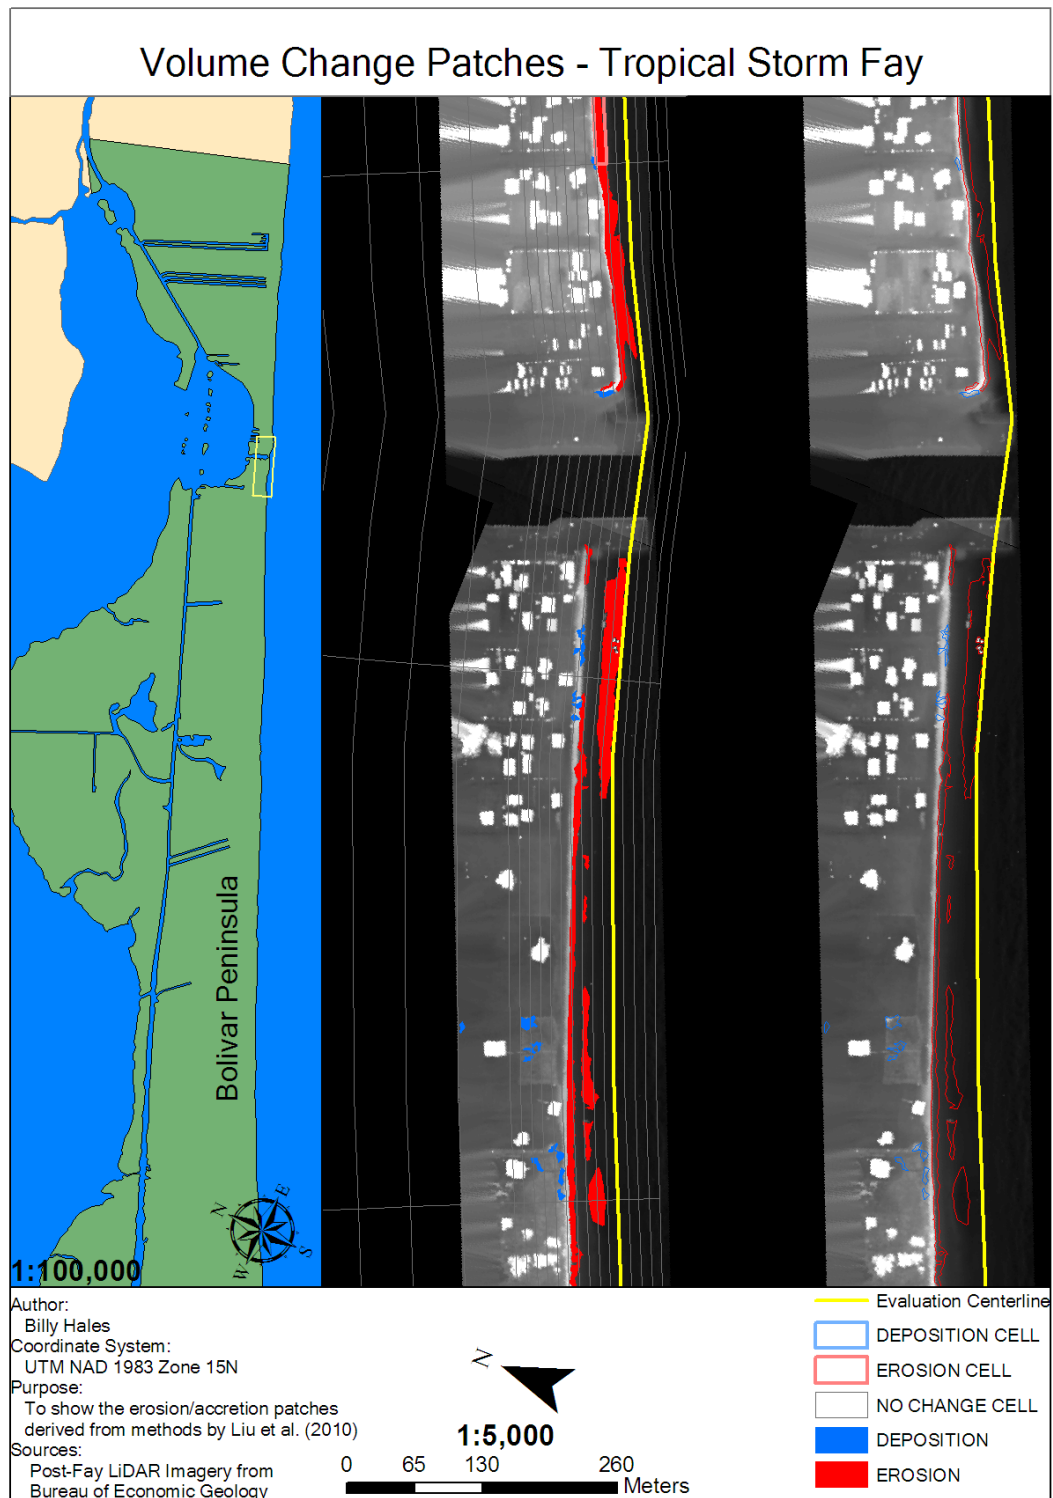 Volume Change Patches - Tropical Storm Fay
Bolivar Peninsula
N
E
S
W
1:100,000
Author:
Billy Hales
Coordinate System:
UTM NAD 1983 Zone 15N
Purpose:
To show the erosion/accretion patches
derived from methods by Liu et al. (2010)
Sources:
Post-Fay LiDAR Imagery from
Bureau of Economic Geology
N
1:5,000
0 65 130 260
Meters
Evaluation Centerline
DEPOSITION CELL
EROSION CELL
NO CHANGE CELL
DEPOSITION
EROSION